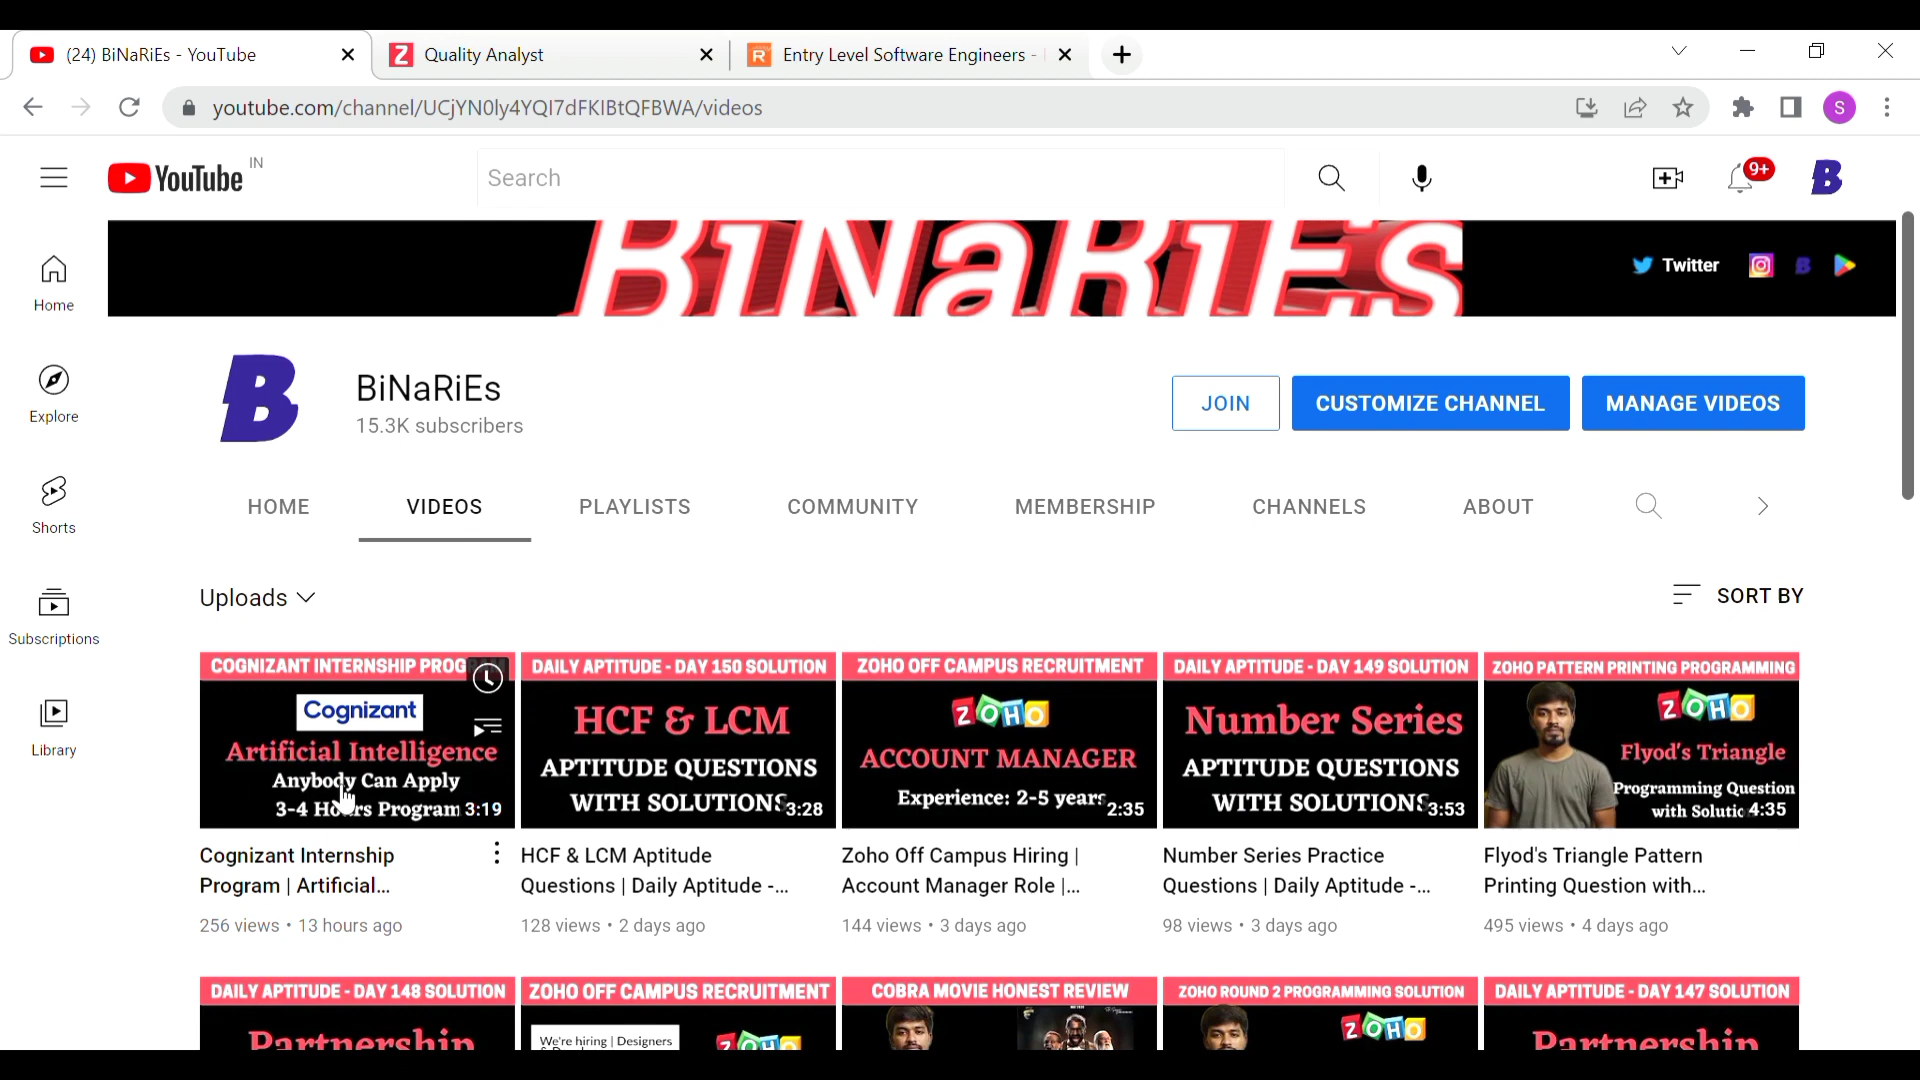 (24) BiNaRiEs - YouTube
Quality Analyst
Entry Level Software Engineers -
youtube.com/channel/UCjYN0ly4YQI7dFKIBtQFBWA/videos
S
YouTube IN
Search
9+
B
BiNaRiEs
Twitter
Home
Explore
Shorts
Subscriptions
Library
B
BiNaRiEs
15.3K subscribers
JOIN
CUSTOMIZE CHANNEL
MANAGE VIDEOS
HOME
VIDEOS
PLAYLISTS
COMMUNITY
MEMBERSHIP
CHANNELS
ABOUT
Uploads
SORT BY
COGNIZANT INTERNSHIP PROG
Cognizant
Artificial Intelligence
Anybody Can Apply
3-4 Hours Program 3:19
Cognizant Internship
Program | Artificial...
256 views • 13 hours ago
DAILY APTITUDE - DAY 150 SOLUTION
HCF & LCM
APTITUDE QUESTIONS
WITH SOLUTIONS 3:28
HCF & LCM Aptitude
Questions | Daily Aptitude -...
128 views • 2 days ago
ZOHO OFF CAMPUS RECRUITMENT
ZOHO
ACCOUNT MANAGER
Experience: 2-5 years 2:35
Zoho Off Campus Hiring |
Account Manager Role |...
144 views • 3 days ago
DAILY APTITUDE - DAY 149 SOLUTION
Number Series
APTITUDE QUESTIONS
WITH SOLUTIONS 3:53
Number Series Practice
Questions | Daily Aptitude -...
98 views • 3 days ago
ZOHO PATTERN PRINTING PROGRAMMING
ZOHO
Flyod's Triangle
Programming Question
with Solutio 4:35
Flyod's Triangle Pattern
Printing Question with...
495 views • 4 days ago
DAILY APTITUDE - DAY 148 SOLUTION
Partnership
ZOHO OFF CAMPUS RECRUITMENT
We're hiring | Designers
ZOHO
COBRA MOVIE HONEST REVIEW
ZOHO ROUND 2 PROGRAMMING SOLUTION
ZOHO
DAILY APTITUDE - DAY 147 SOLUTION
Partnership